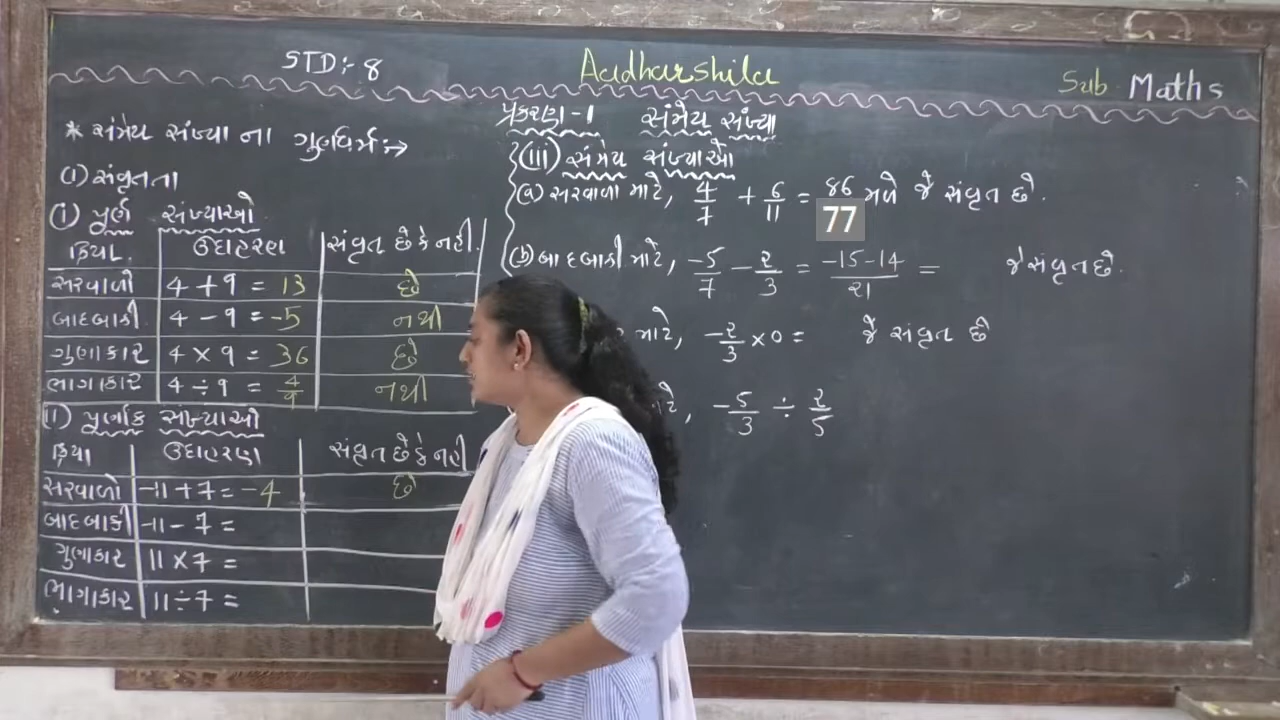 STD:- 8
Aadharshila
Sub Maths
* સંમેય સંખ્યા ના ગુણધર્મ :→
(1) સંવૃતતા
(i) પૂર્ણ સંખ્યાઓ
ક્રિયા. ઉદાહરણ સંવૃત છે કે નહી.
સરવાળો 4 + 9 = 13 છે
બાદબાકી 4 - 9 = -5 નથી
ગુણાકાર 4 × 9 = 36 છે
ભાગાકાર 4 ÷ 9 = 4/9 નથી
(ii) પૂર્ણાંક સંખ્યાઓ
ક્રિયા ઉદાહરણ સંવૃત છે કે નહી
સરવાળો -11 + 7 = -4 છે
બાદબાકી -11 - 7 =
ગુણાકાર 11 × 7 =
ભાગાકાર 11 ÷ 7 =
પ્રકરણ-1 સંમેય સંખ્યા
(iii) સંમેય સંખ્યાઓ
(a) સરવાળા માટે, 4/7 + 6/11 = 86/77 મળે જે સંવૃત છે.
(b) બાદબાકી માટે, -5/7 - 2/3 = -15-14/21 = જે સંવૃત છે.
માટે, -2/3 × 0 = જે સંવૃત છે
-5/3 ÷ 2/5